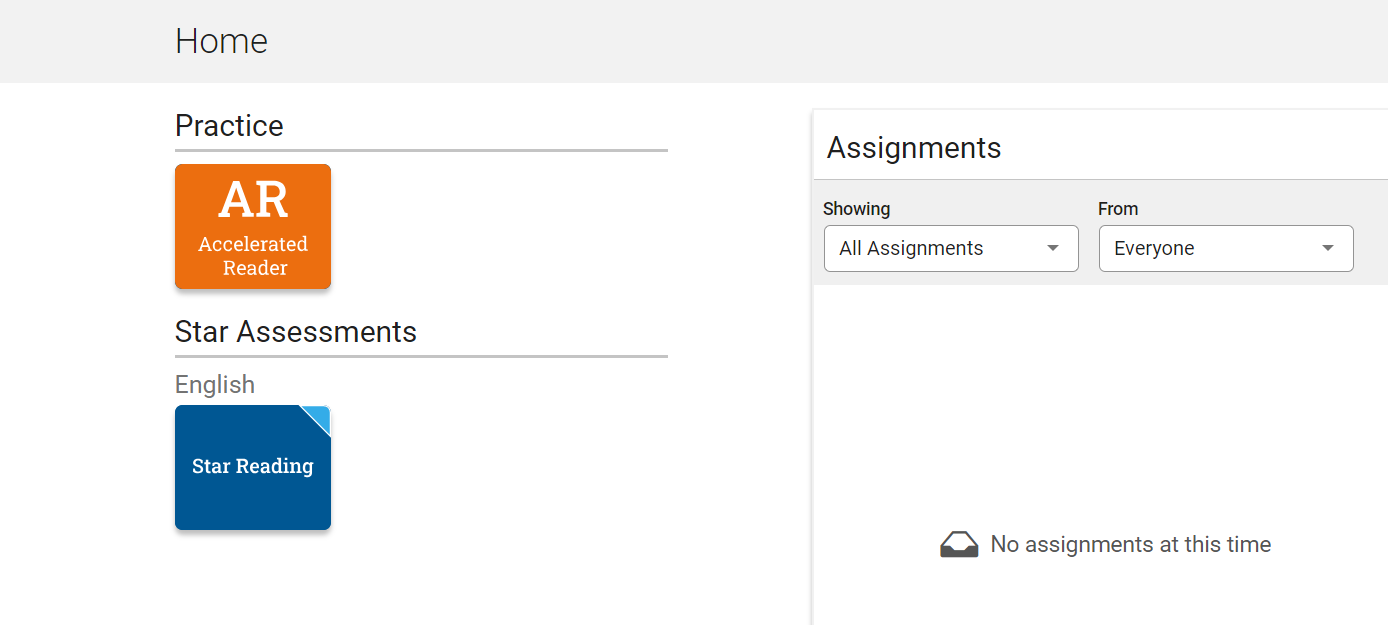 Home
Practice
AR
Accelerated
Reader
Star Assessments
English
Star Reading
Assignments
Showing
From
All Assignments
Everyone
No assignments at this time